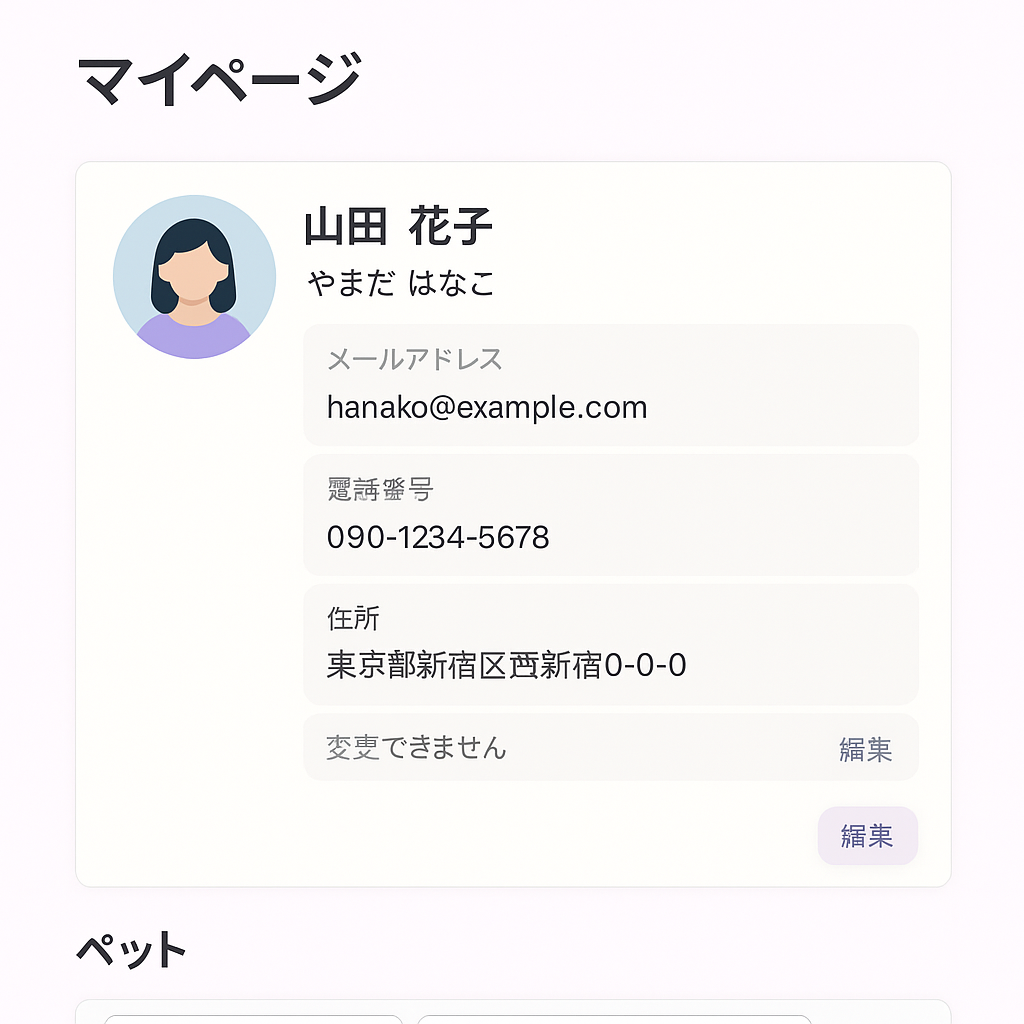 マイページ
山田 花子
やまだ はなこ
メールアドレス
hanako@example.com
電話番号
090-1234-5678
住所
東京都新宿区西新宿0-0-0
変更できません
編集
編集
ペット